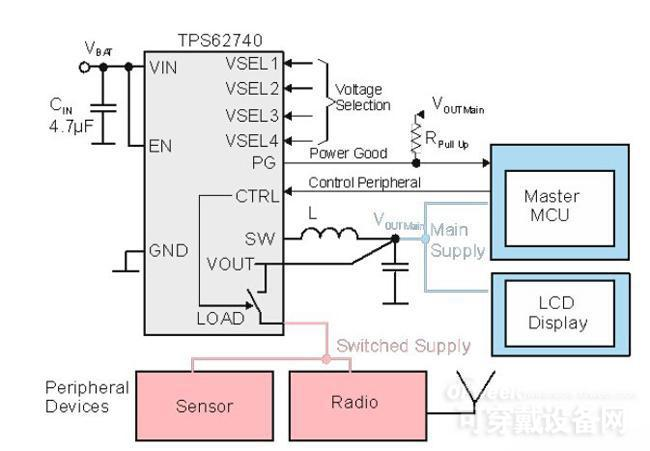 TPS62740
VBAT
VIN
VSEL1
VSEL2
VSEL3
VSEL4
Voltage
Selection
CIN
4.7µF
EN
VOUTMain
RPull Up
PG
Power Good
CTRL
Control Peripheral
Master
MCU
L
VOUTMain
Main
Supply
SW
GND
VOUT
LOAD
LCD
Display
Switched Supply
Peripheral
Devices
Sensor
Radio
可穿戴设备网